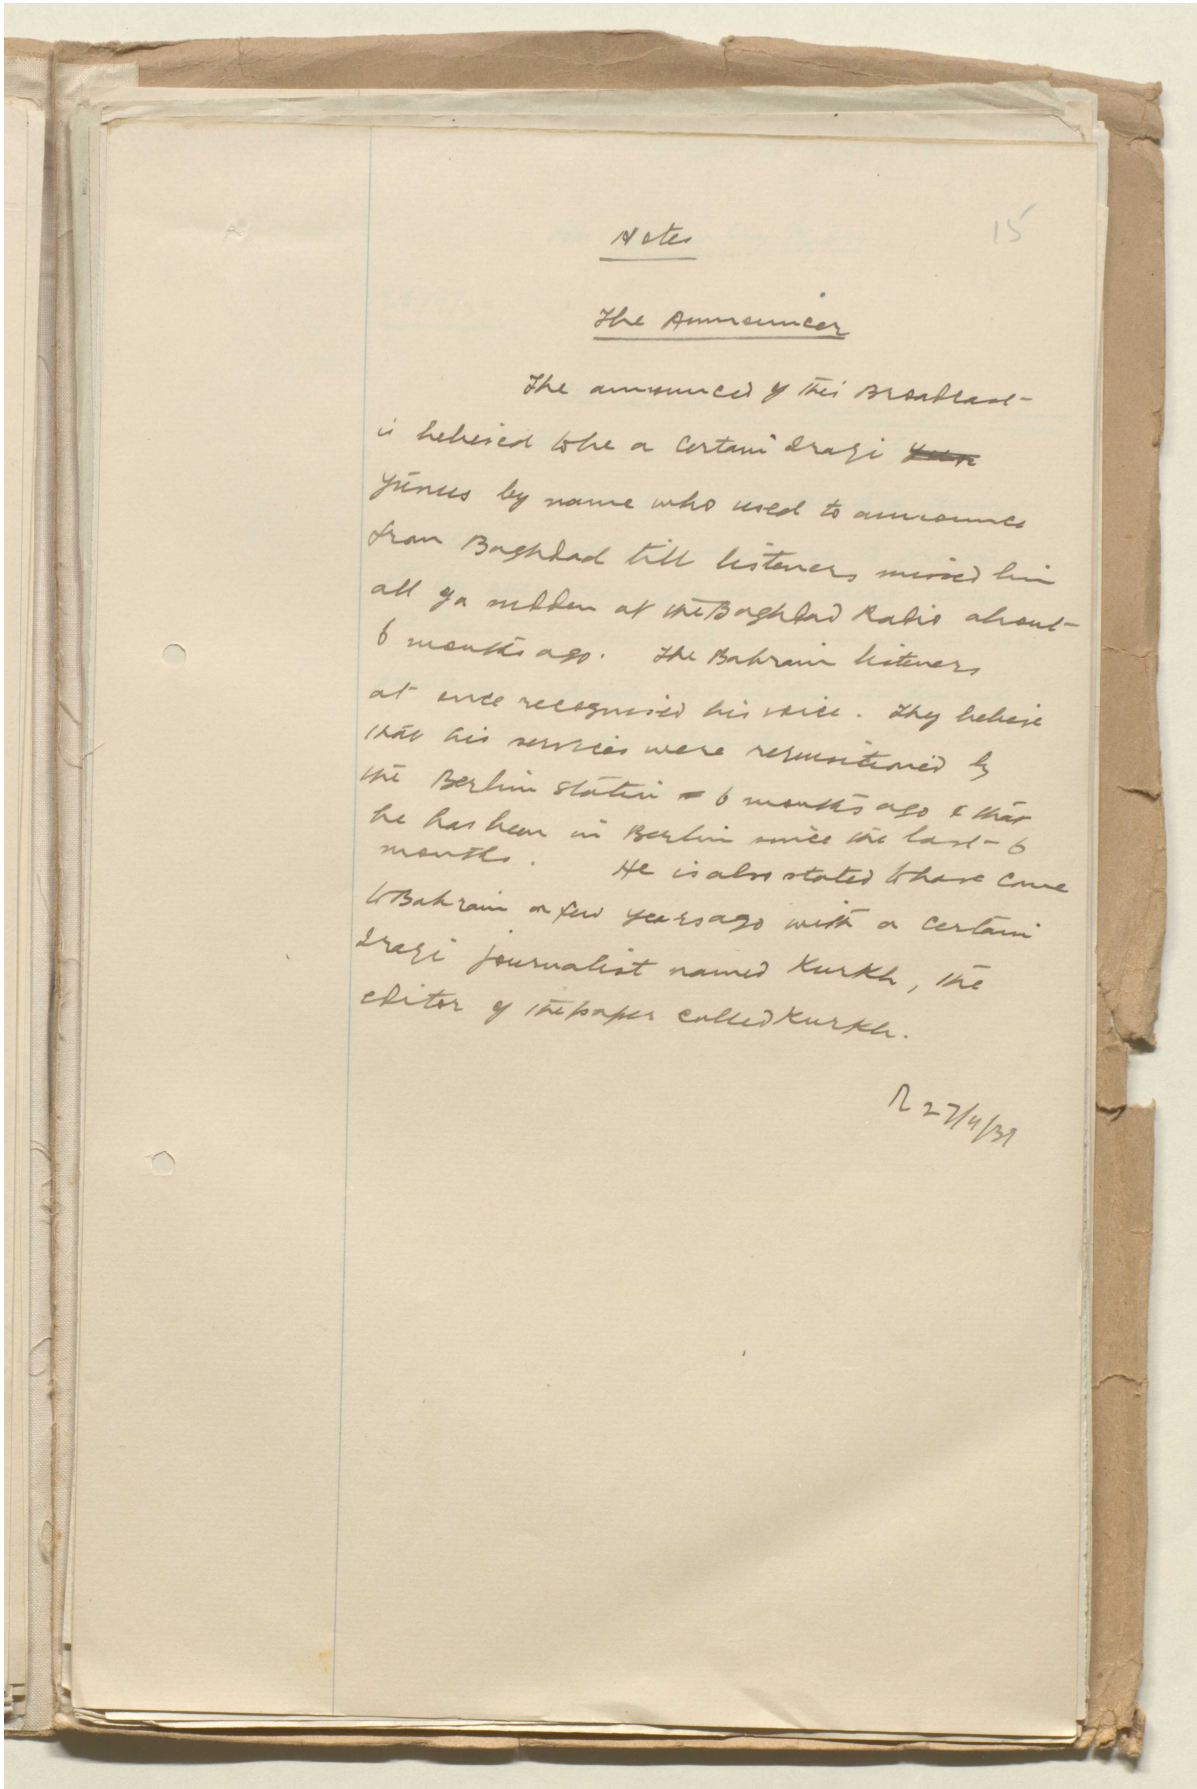 15
Notes
The Announcer
The announcer of this Broadcast
is believed to be a certain Iraqi Yun
Yūnus by name who used to announce
from Baghdad till listeners missed him
all of a sudden at the Baghdad Radio about
6 months ago. The Bahrain listeners
at once recognised his voice. They believe
that his services were requisitioned by
the Berlin station 6 months ago & that
he has been in Berlin since the last 6
months. He is also stated to have come
to Bahrain a few years ago with a certain
Iraqi journalist named Kurkh, the
editor of the paper called Kurkh.
27/4/39